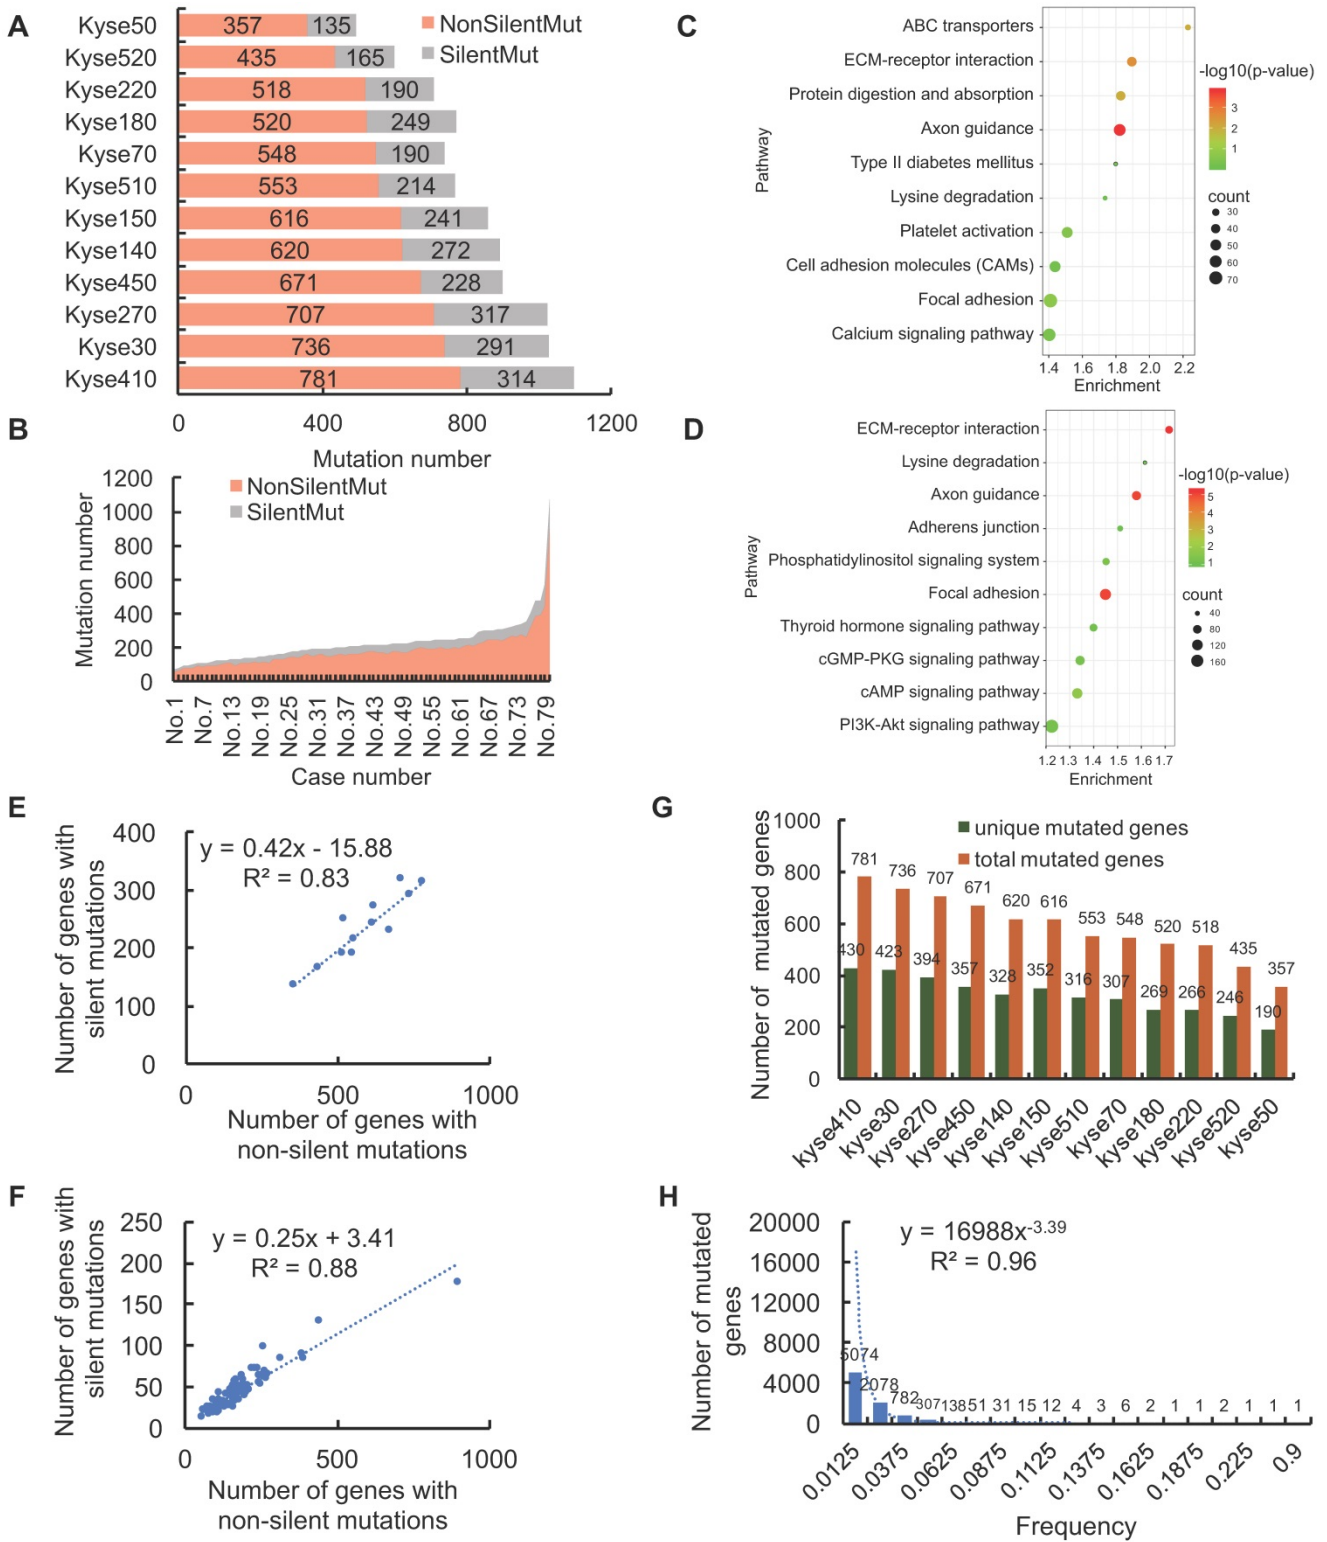 A
Kyse50 357 135
Kyse520 435 165
Kyse220 518 190
Kyse180 520 249
Kyse70 548 190
Kyse510 553 214
Kyse150 616 241
Kyse140 620 272
Kyse450 671 228
Kyse270 707 317
Kyse30 736 291
Kyse410 781 314
NonSilentMut
SilentMut
0 400 800 1200
Mutation number
B
Mutation number
1200
1000
800
600
400
200
0
NonSilentMut
SilentMut
No.1 No.7 No.13 No.19 No.25 No.31 No.37 No.43 No.49 No.55 No.61 No.67 No.73 No.79
Case number
C
Pathway
ABC transporters
ECM-receptor interaction
Protein digestion and absorption
Axon guidance
Type II diabetes mellitus
Lysine degradation
Platelet activation
Cell adhesion molecules (CAMs)
Focal adhesion
Calcium signaling pathway
1.4 1.6 1.8 2.0 2.2
Enrichment
-log10(p-value)
3
2
1
count
30
40
50
60
70
D
Pathway
ECM-receptor interaction
Lysine degradation
Axon guidance
Adherens junction
Phosphatidylinositol signaling system
Focal adhesion
Thyroid hormone signaling pathway
cGMP-PKG signaling pathway
cAMP signaling pathway
PI3K-Akt signaling pathway
1.2 1.3 1.4 1.5 1.6 1.7
Enrichment
-log10(p-value)
5
4
3
2
1
count
40
80
120
160
E
Number of genes with
silent mutations
400
300
200
100
0
y = 0.42x - 15.88
R² = 0.83
0 500 1000
Number of genes with
non-silent mutations
F
Number of genes with
silent mutations
250
200
150
100
50
0
y = 0.25x + 3.41
R² = 0.88
0 500 1000
Number of genes with
non-silent mutations
G
Number of mutated genes
1000
800
600
400
200
0
unique mutated genes
total mutated genes
781 736 707 671 620 616 553 548 520 518 435 357
430 423 394 357 328 352 316 307 269 266 246 190
kyse410 kyse30 kyse270 kyse450 kyse140 kyse150 kyse510 kyse70 kyse180 kyse220 kyse520 kyse50
H
Number of mutated
genes
20000
16000
12000
8000
4000
0
y = 16988x⁻³·³⁹
R² = 0.96
5074 2078 782 307 138 51 31 15 12 4 3 6 2 1 1 2 1 1 1
0.0125 0.0375 0.0625 0.0875 0.1125 0.1375 0.1625 0.1875 0.225 0.9
Frequency